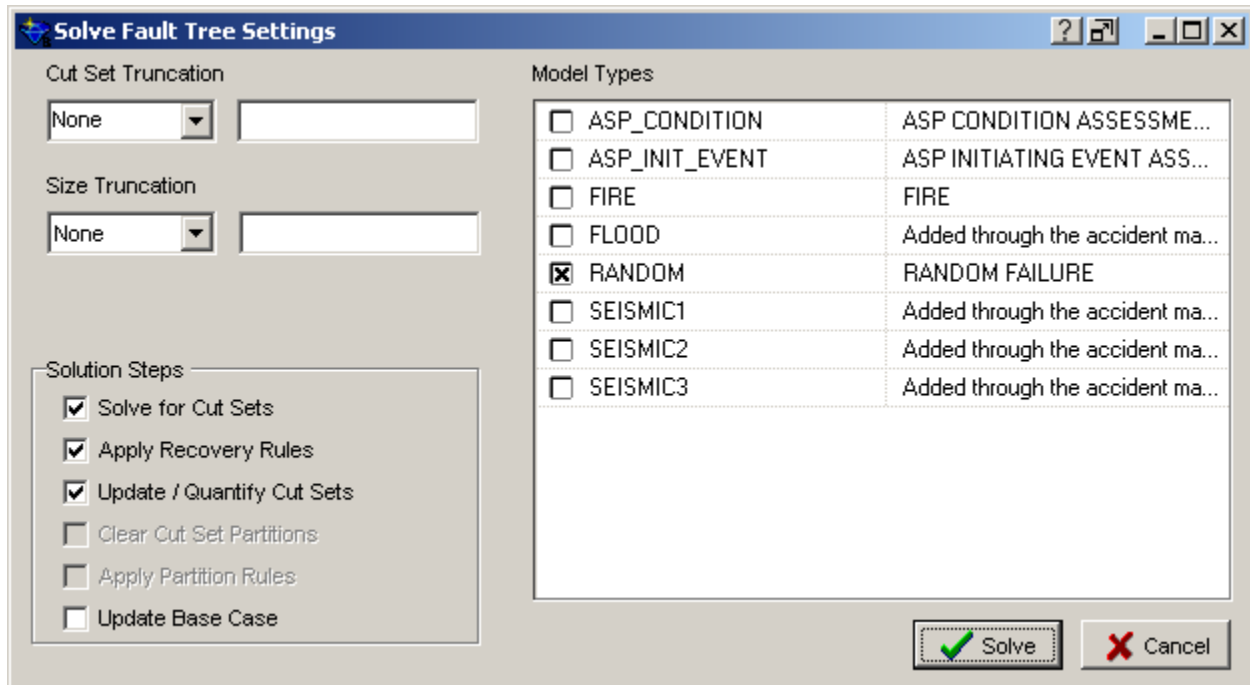 Solve Fault Tree Settings
Cut Set Truncation
None
Size Truncation
None
Solution Steps
Solve for Cut Sets
Apply Recovery Rules
Update / Quantify Cut Sets
Clear Cut Set Partitions
Apply Partition Rules
Update Base Case
Model Types
ASP_CONDITION ASP CONDITION ASSESSME...
ASP_INIT_EVENT ASP INITIATING EVENT ASS...
FIRE FIRE
FLOOD Added through the accident ma...
RANDOM RANDOM FAILURE
SEISMIC1 Added through the accident ma...
SEISMIC2 Added through the accident ma...
SEISMIC3 Added through the accident ma...
Solve Cancel